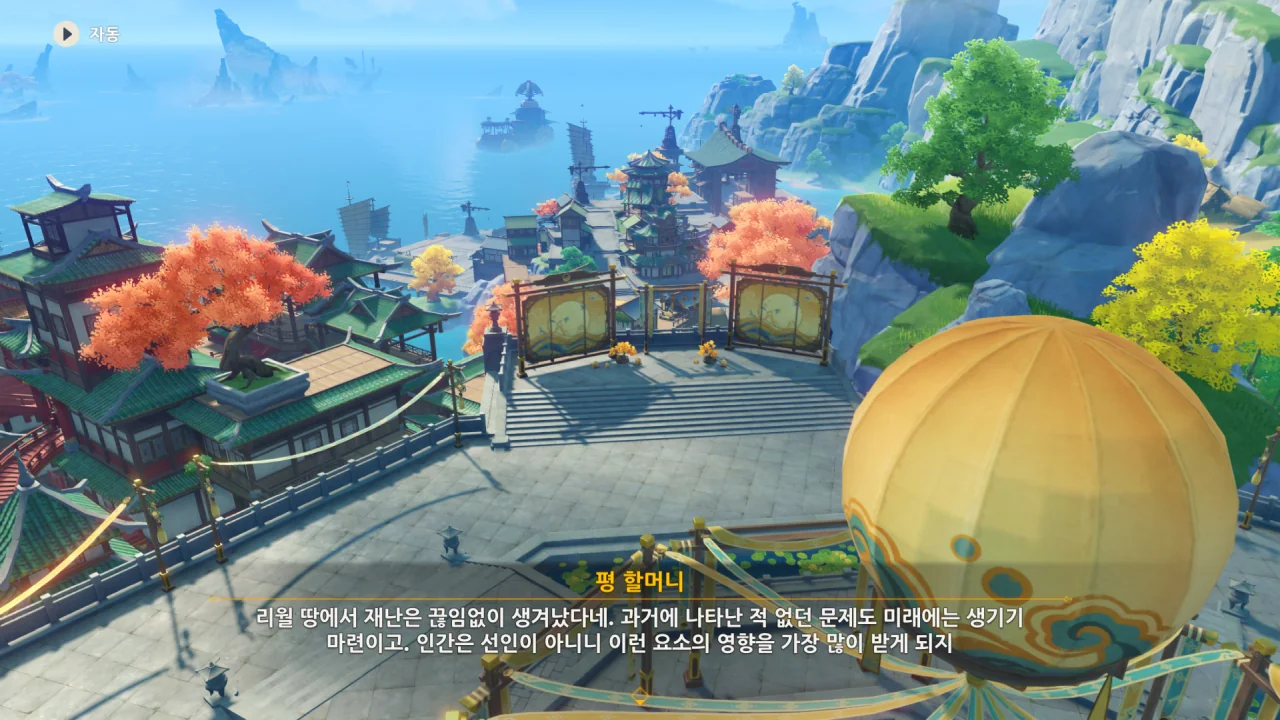 자동
평 할머니
리월 땅에서 재난은 끊임없이 생겨났다네. 과거에 나타난 적 없던 문제도 미래에는 생기기
마련이고. 인간은 선인이 아니니 이런 요소의 영향을 가장 많이 받게 되지